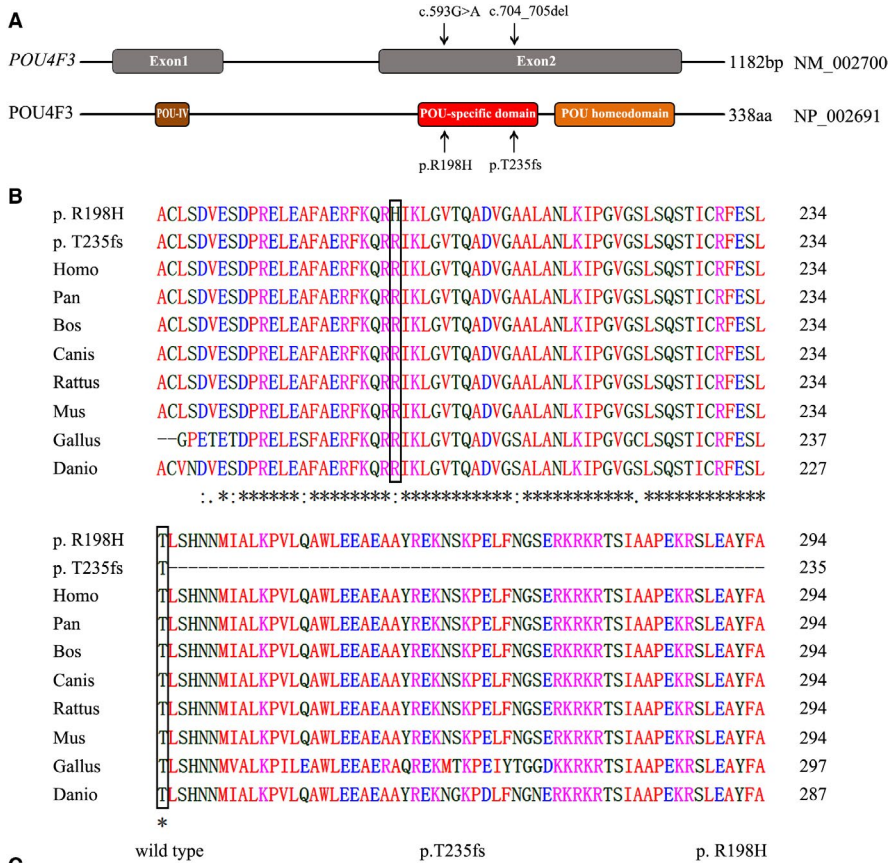 A
c.593G>A c.704_705del
POU4F3 Exon1 Exon2 1182bp NM_002700
POU4F3 POU-IV POU-specific domain POU homeodomain 338aa NP_002691
p.R198H p.T235fs
B
p. R198H ACLSDVESDPRELEAFAERFKQRHIKLGVTQADVGAALANLKIPGVGSLSQSTICRFESL 234
p. T235fs ACLSDVESDPRELEAFAERFKQRRIKLGVTQADVGAALANLKIPGVGSLSQSTICRFESL 234
Homo ACLSDVESDPRELEAFAERFKQRRIKLGVTQADVGAALANLKIPGVGSLSQSTICRFESL 234
Pan ACLSDVESDPRELEAFAERFKQRRIKLGVTQADVGAALANLKIPGVGSLSQSTICRFESL 234
Bos ACLSDVESDPRELEAFAERFKQRRIKLGVTQADVGAALANLKIPGVGSLSQSTICRFESL 234
Canis ACLSDVESDPRELEAFAERFKQRRIKLGVTQADVGAALANLKIPGVGSLSQSTICRFESL 234
Rattus ACLSDVESDPRELEAFAERFKQRRIKLGVTQADVGAALANLKIPGVGSLSQSTICRFESL 234
Mus ACLSDVESDPRELEAFAERFKQRRIKLGVTQADVGAALANLKIPGVGSLSQSTICRFESL 234
Gallus --GPETETDPRELESFAERFKQRRIKLGVTQADVGSALANLKIPGVGCLSQSTICRFESL 237
Danio ACVNDVESDPRELEAFAERFKQRRIKLGVTQADVGSALANLKIPGVGSLSQSTICRFESL 227
:.*:******:********:***********:***********.************
p. R198H TLSHNNMIALKPVLQAWLEEAEAAYREKNSKPELFNGSERKRKRTSIAAPEKRSLEAYFA 294
p. T235fs T----------------------------------------------------------- 235
Homo TLSHNNMIALKPVLQAWLEEAEAAYREKNSKPELFNGSERKRKRTSIAAPEKRSLEAYFA 294
Pan TLSHNNMIALKPVLQAWLEEAEAAYREKNSKPELFNGSERKRKRTSIAAPEKRSLEAYFA 294
Bos TLSHNNMIALKPVLQAWLEEAEAAYREKNSKPELFNGSERKRKRTSIAAPEKRSLEAYFA 294
Canis TLSHNNMIALKPVLQAWLEEAEAAYREKNSKPELFNGSERKRKRTSIAAPEKRSLEAYFA 294
Rattus TLSHNNMIALKPVLQAWLEEAEAAYREKNSKPELFNGSERKRKRTSIAAPEKRSLEAYFA 294
Mus TLSHNNMIALKPVLQAWLEEAEAAYREKNSKPELFNGSERKRKRTSIAAPEKRSLEAYFA 294
Gallus TLSHNNMVALKPILEAWLEEAERAQREKMTKPEIYTGGDKKRKRTSIAAPEKRSLEAYFA 297
Danio TLSHNNMIALKPVLQAWLEEAEAAYREKNGKPDLFNGNERKRKRTSIAAPEKRSLEAYFA 287
*
wild type p.T235fs p. R198H